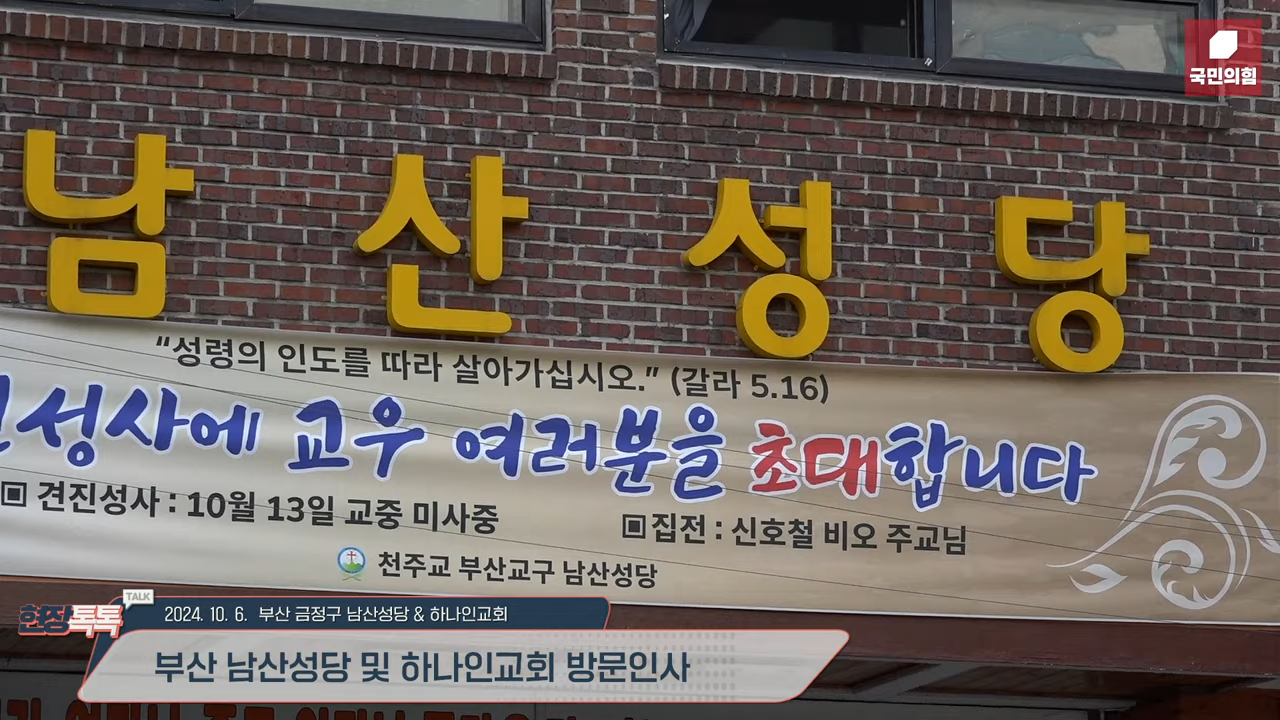 국민의힘
남산성당
“성령의 인도를 따라 살아가십시오.” (갈라 5.16)
성사에 교우 여러분을 초대합니다
▣ 견진성사 : 10월 13일 교중 미사중
▣ 집전 : 신호철 비오 주교님
천주교 부산교구 남산성당
TALK
현장톡톡
2024. 10. 6. 부산 금정구 남산성당 & 하나인교회
부산 남산성당 및 하나인교회 방문인사